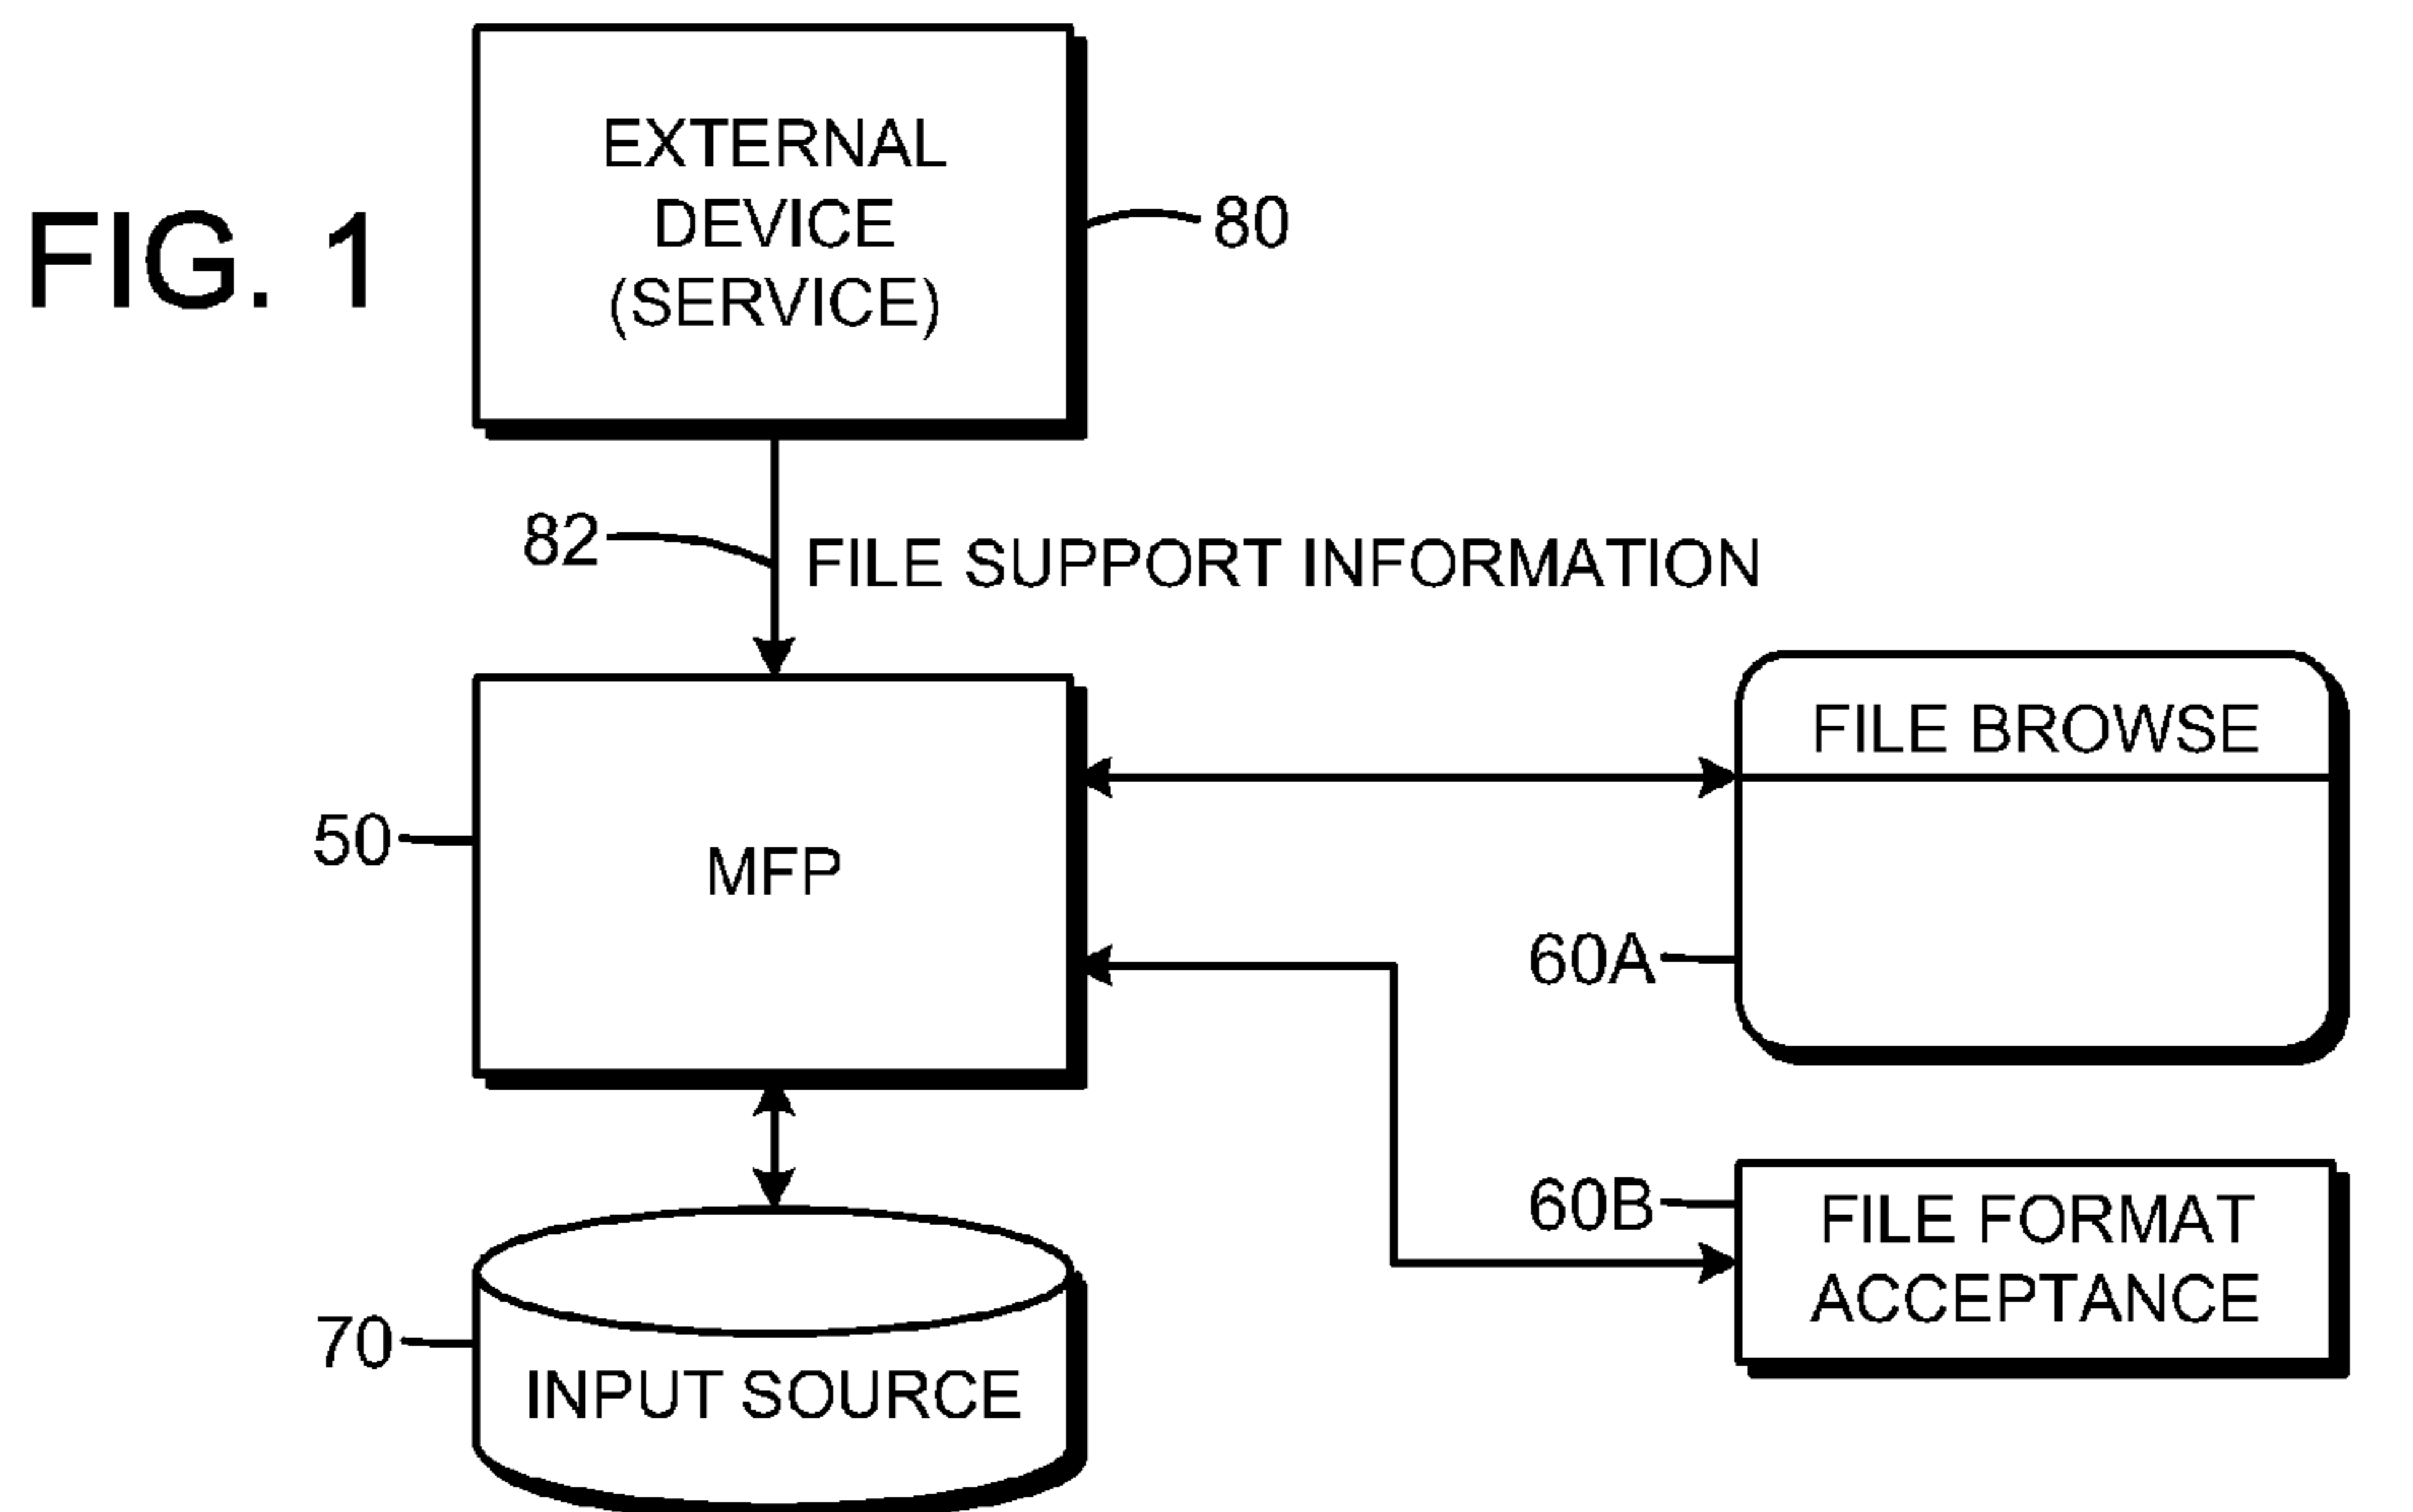 FIG. 1
EXTERNAL
DEVICE
(SERVICE)
80
82
FILE SUPPORT INFORMATION
FILE BROWSE
50
MFP
60A
60B
FILE FORMAT
ACCEPTANCE
70
INPUT SOURCE